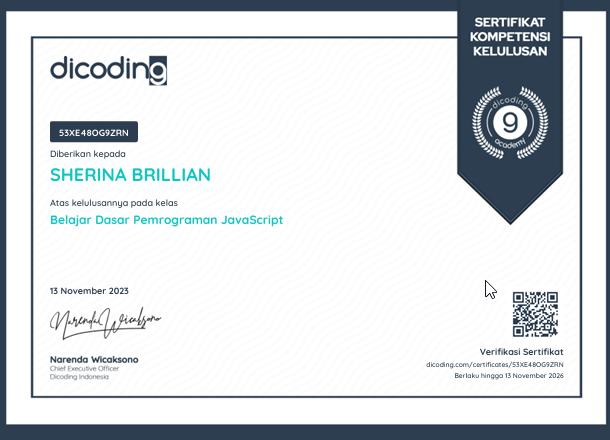 SERTIFIKAT
KOMPETENSI
KELULUSAN
dicoding
dicoding
9
academy
53XE48OG9ZRN
Diberikan kepada
SHERINA BRILLIAN
Atas kelulusannya pada kelas
Belajar Dasar Pemrograman JavaScript
13 November 2023
Narenda Wicaksono
Narenda Wicaksono
Chief Executive Officer
Dicoding Indonesia
Verifikasi Sertifikat
dicoding.com/certificates/53XE48OG9ZRN
Berlaku hingga 13 November 2026